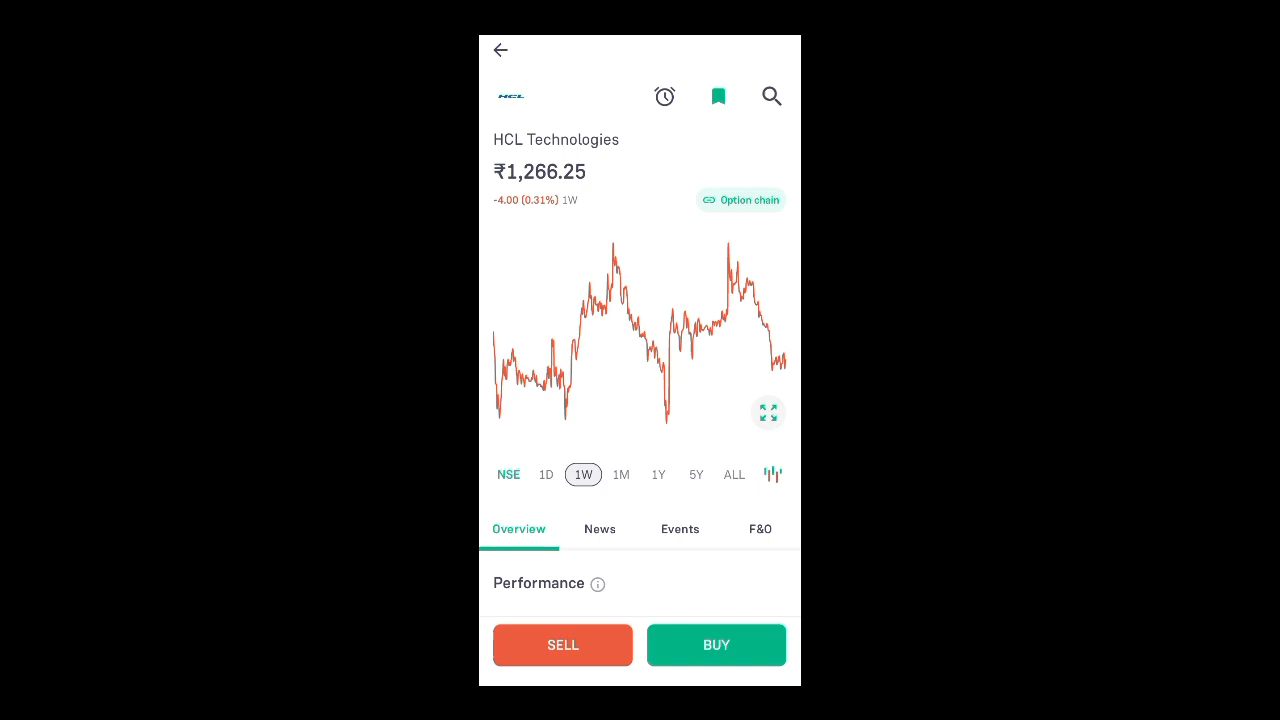 HCL
HCL Technologies
₹1,266.25
-4.00 (0.31%) 1W
Option chain
NSE 1D 1W 1M 1Y 5Y ALL
Overview News Events F&O
Performance
SELL BUY